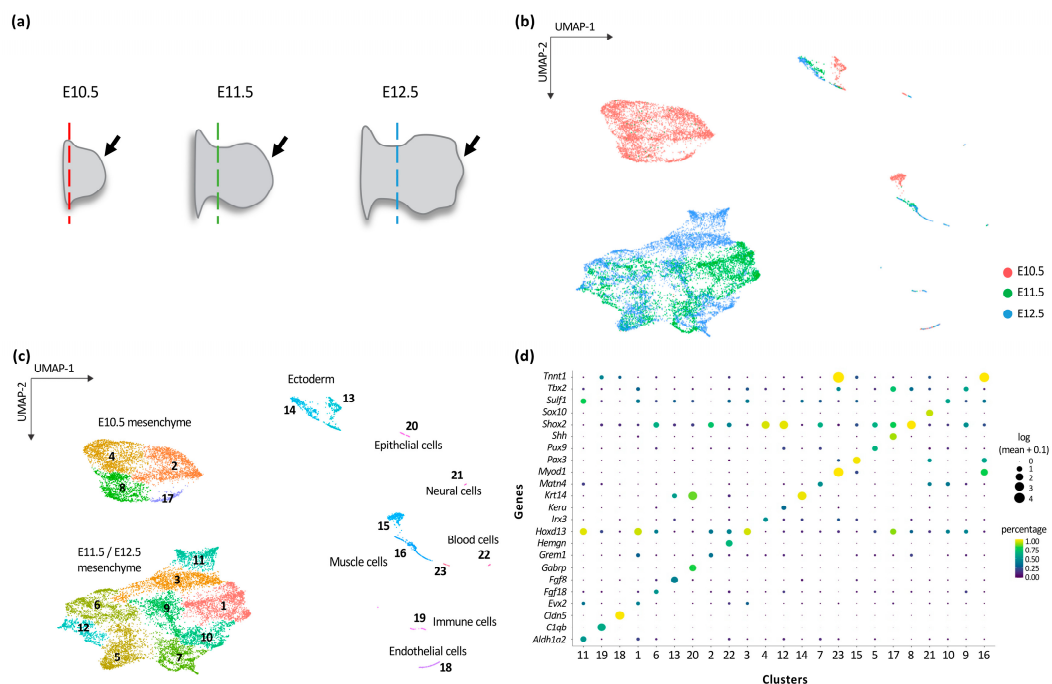 (a)
E10.5
E11.5
E12.5
(b)
UMAP-1
UMAP-2
E10.5
E11.5
E12.5
(c)
UMAP-1
UMAP-2
E10.5 mesenchyme
4
2
8
17
E11.5 / E12.5
mesenchyme
11
3
6
9
1
12
10
5
7
Ectoderm
14
13
20
Epithelial cells
21
Neural cells
15
16
Muscle cells
Blood cells
22
23
19
Immune cells
Endothelial cells
18
(d)
Genes
Tnnt1
Tbx2
Sulf1
Sox10
Shox2
Shh
Pux9
Pax3
Myod1
Matn4
Krt14
Keru
Irx3
HoxdI3
Hemgn
Grem1
Gabrp
Fgf8
Fgf18
Evx2
Cldn5
C1qb
Aldh1a2
11 19 18 1 6 13 20 2 22 3 4 12 14 7 23 15 5 17 8 21 10 9 16
Clusters
log
(mean + 0.1)
0
1
2
3
4
percentage
1.00
0.75
0.50
0.25
0.00